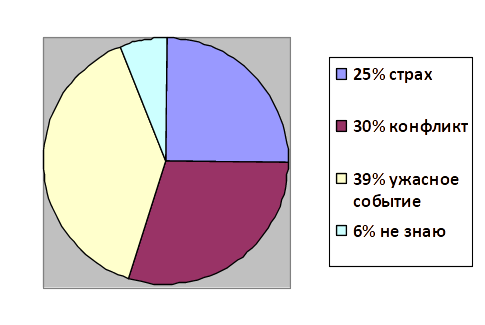 25% страх
30% конфликт
39% ужасное
событие
6% не знаю